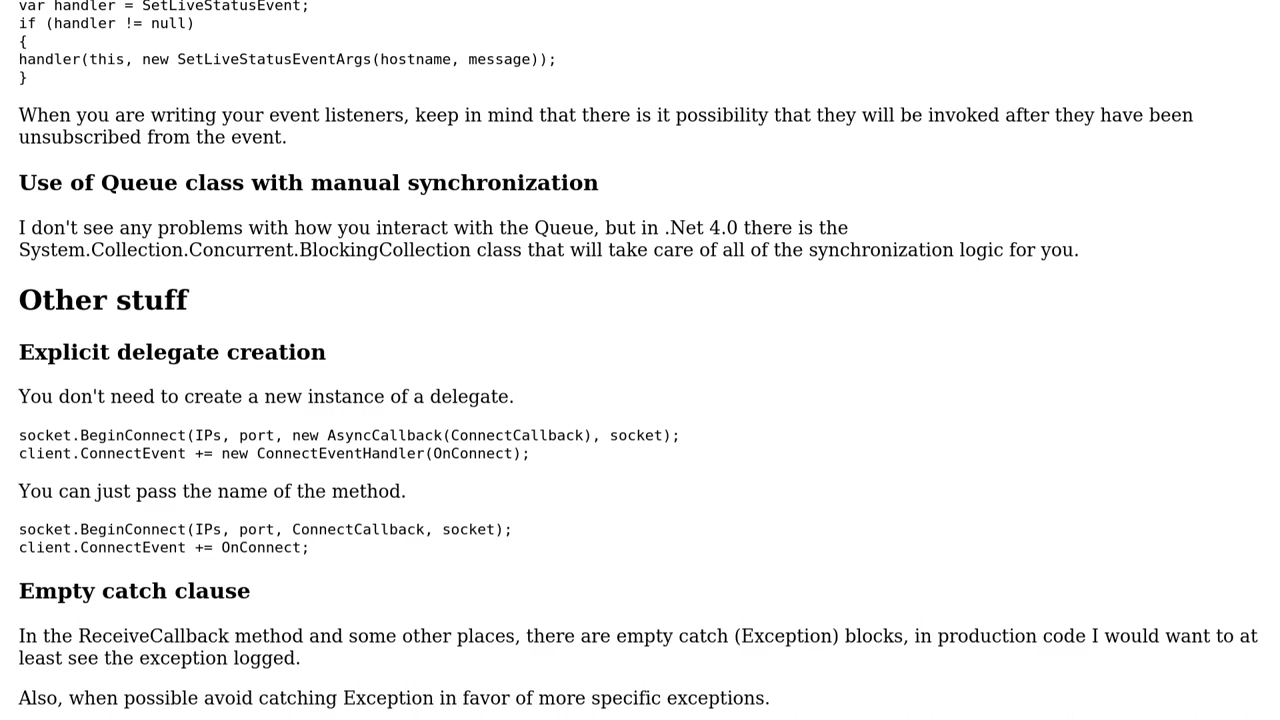 var handler = SetLiveStatusEvent;
if (handler != null)
{
handler(this, new SetLiveStatusEventArgs(hostname, message));
}
When you are writing your event listeners, keep in mind that there is it possibility that they will be invoked after they have been
unsubscribed from the event.
Use of Queue class with manual synchronization
I don't see any problems with how you interact with the Queue, but in .Net 4.0 there is the
System.Collection.Concurrent.BlockingCollection class that will take care of all of the synchronization logic for you.
Other stuff
Explicit delegate creation
You don't need to create a new instance of a delegate.
socket.BeginConnect(IPs, port, new AsyncCallback(ConnectCallback), socket);
client.ConnectEvent += new ConnectEventHandler(OnConnect);
You can just pass the name of the method.
socket.BeginConnect(IPs, port, ConnectCallback, socket);
client.ConnectEvent += OnConnect;
Empty catch clause
In the ReceiveCallback method and some other places, there are empty catch (Exception) blocks, in production code I would want to at
least see the exception logged.
Also, when possible avoid catching Exception in favor of more specific exceptions.